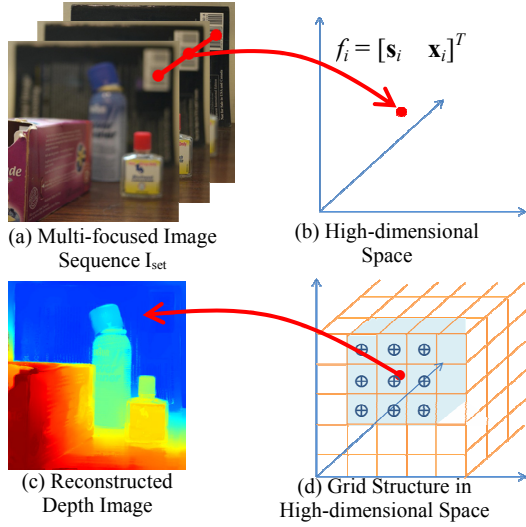 f_i = [s_i x_i]^T
de
(a) Multi-focused Image
Sequence I_set
(b) High-dimensional
Space
(c) Reconstructed
Depth Image
(d) Grid Structure in
High-dimensional Space